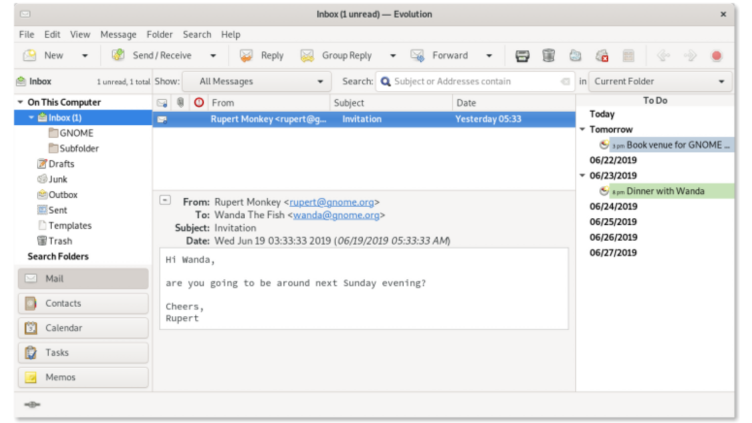 Inbox (1 unread) — Evolution
File Edit View Message Folder Search Help
New Send / Receive Reply Group Reply Forward
Inbox 1 unread, 1 total Show: All Messages Search: Subject or Addresses contain in Current Folder
On This Computer
Inbox (1)
GNOME
Subfolder
Drafts
Junk
Outbox
Sent
Templates
Trash
Search Folders
Mail
Contacts
Calendar
Tasks
Memos
From Subject Date
Rupert Monkey <rupert@g... Invitation Yesterday 05:33
From: Rupert Monkey <rupert@gnome.org>
To: Wanda The Fish <wanda@gnome.org>
Subject: Invitation
Date: Wed Jun 19 03:33:33 2019 (06/19/2019 05:33:33 AM)
Hi Wanda,
are you going to be around next Sunday evening?
Cheers,
Rupert
To Do
Today
Tomorrow
3 pm Book venue for GNOME ...
06/22/2019
06/23/2019
Dinner with Wanda
06/24/2019
06/25/2019
06/26/2019
06/27/2019